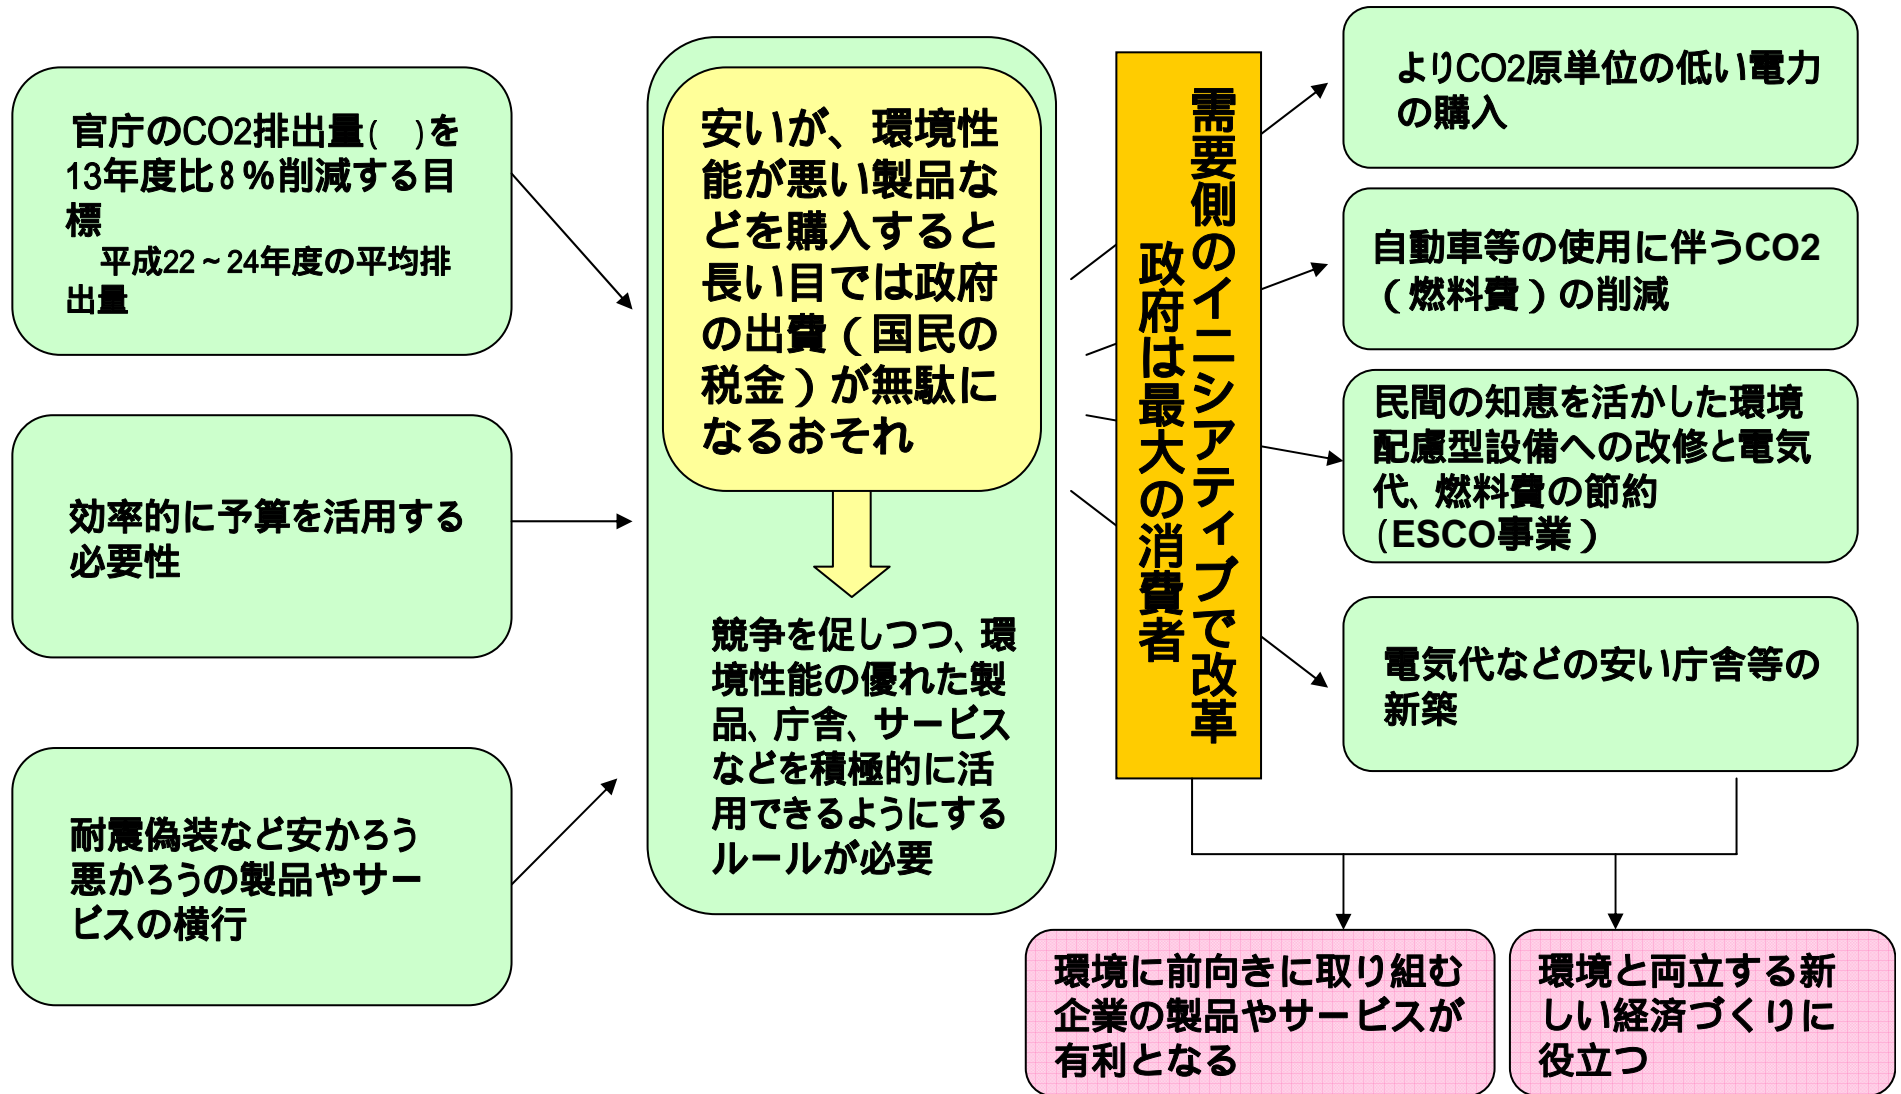 官庁のCO2排出量(　)を
13年度比８％削減する目
標
平成22～24年度の平均排
出量
効率的に予算を活用する
必要性
耐震偽装など安かろう
悪かろうの製品やサー
ビスの横行
安いが、環境性
能が悪い製品な
どを購入すると
長い目では政府
の出費（国民の
税金）が無駄に
なるおそれ
競争を促しつつ、環
境性能の優れた製
品、庁舎、サービス
などを積極的に活
用できるようにする
ルールが必要
需要側のイニシアティブで改革
政府は最大の消費者
よりCO2原単位の低い電力
の購入
自動車等の使用に伴うCO2
（燃料費）の削減
民間の知恵を活かした環境
配慮型設備への改修と電気
代、燃料費の節約
(ESCO事業）
電気代などの安い庁舎等の
新築
環境に前向きに取り組む
企業の製品やサービスが
有利となる
環境と両立する新
しい経済づくりに
役立つ